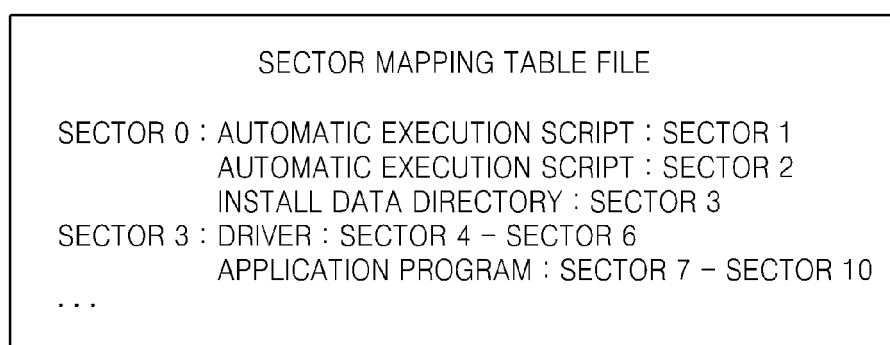 SECTOR MAPPING TABLE FILE
SECTOR 0 : AUTOMATIC EXECUTION SCRIPT : SECTOR 1
AUTOMATIC EXECUTION SCRIPT : SECTOR 2
INSTALL DATA DIRECTORY : SECTOR 3
SECTOR 3 : DRIVER : SECTOR 4 – SECTOR 6
APPLICATION PROGRAM : SECTOR 7 – SECTOR 10
...